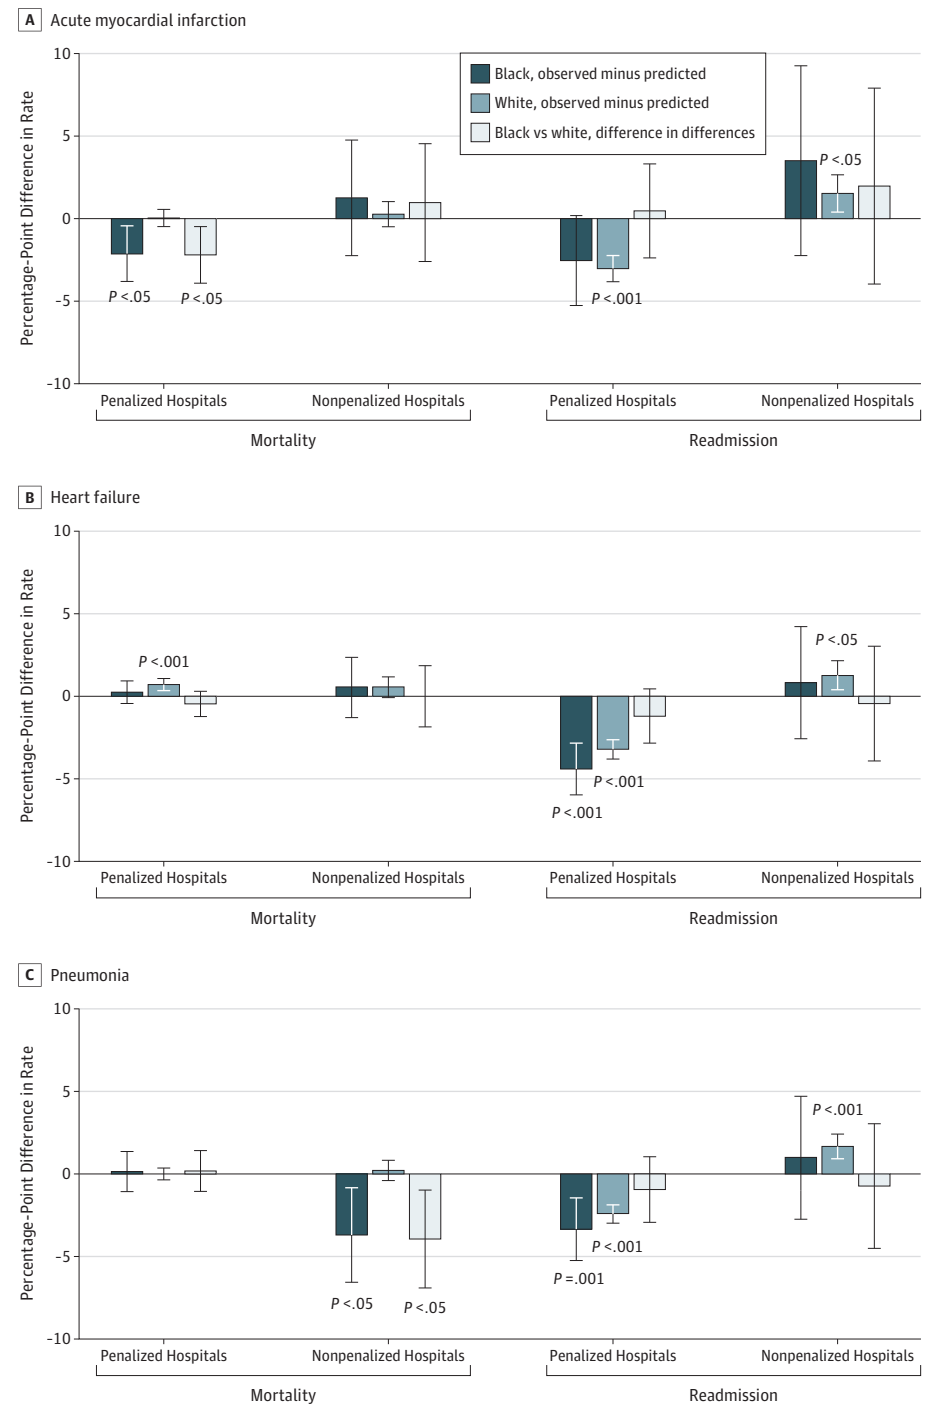 A Acute myocardial infarction
10
Black, observed minus predicted
White, observed minus predicted
Black vs white, difference in differences
5
P <.05
0
P <.05 P <.05
P <.001
-5
-10
Percentage-Point Difference in Rate
Penalized Hospitals Nonpenalized Hospitals Penalized Hospitals Nonpenalized Hospitals
Mortality Readmission
B Heart failure
10
5
P <.001
P <.05
0
-5
P <.001
P <.001
-10
Percentage-Point Difference in Rate
Penalized Hospitals Nonpenalized Hospitals Penalized Hospitals Nonpenalized Hospitals
Mortality Readmission
C Pneumonia
10
5
P <.001
0
-5
P <.001
P =.001
P <.05 P <.05
-10
Percentage-Point Difference in Rate
Penalized Hospitals Nonpenalized Hospitals Penalized Hospitals Nonpenalized Hospitals
Mortality Readmission